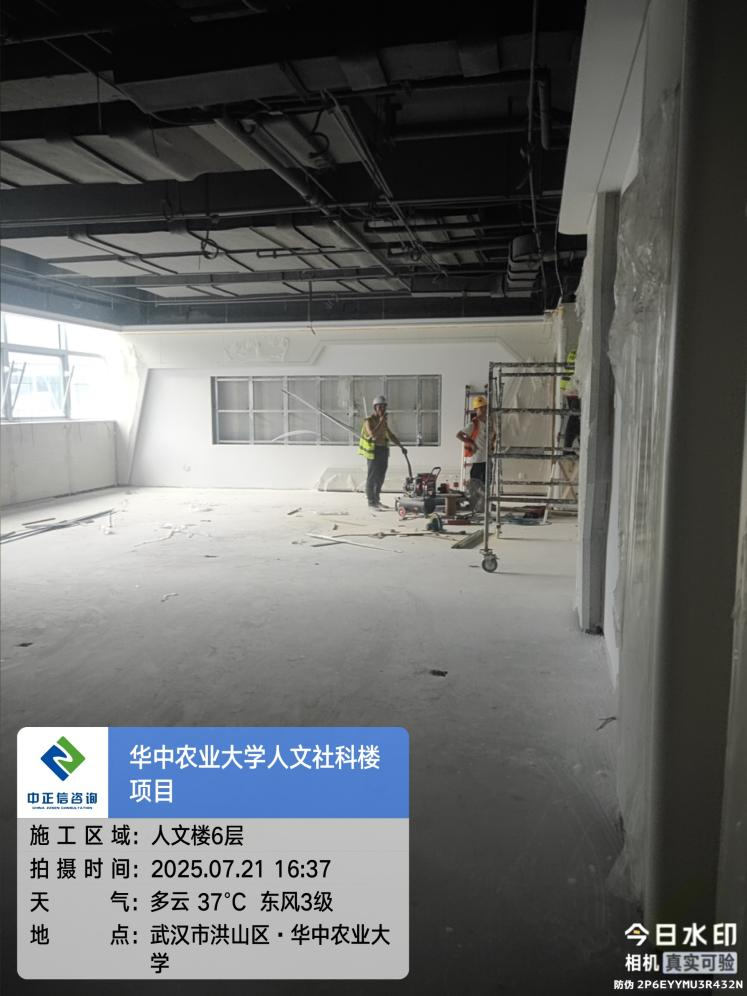 华中农业大学人文社科楼
项目
中正信咨询
CHINA ZENXIN CONSULTATION
施工区域：人文楼6层
拍摄时间：2025.07.21 16:37
天气：多云 37°C 东风3级
地点：武汉市洪山区·华中农业大
学
今日水印
相机 真实可验
防伪 2P6EYYMU3R432N